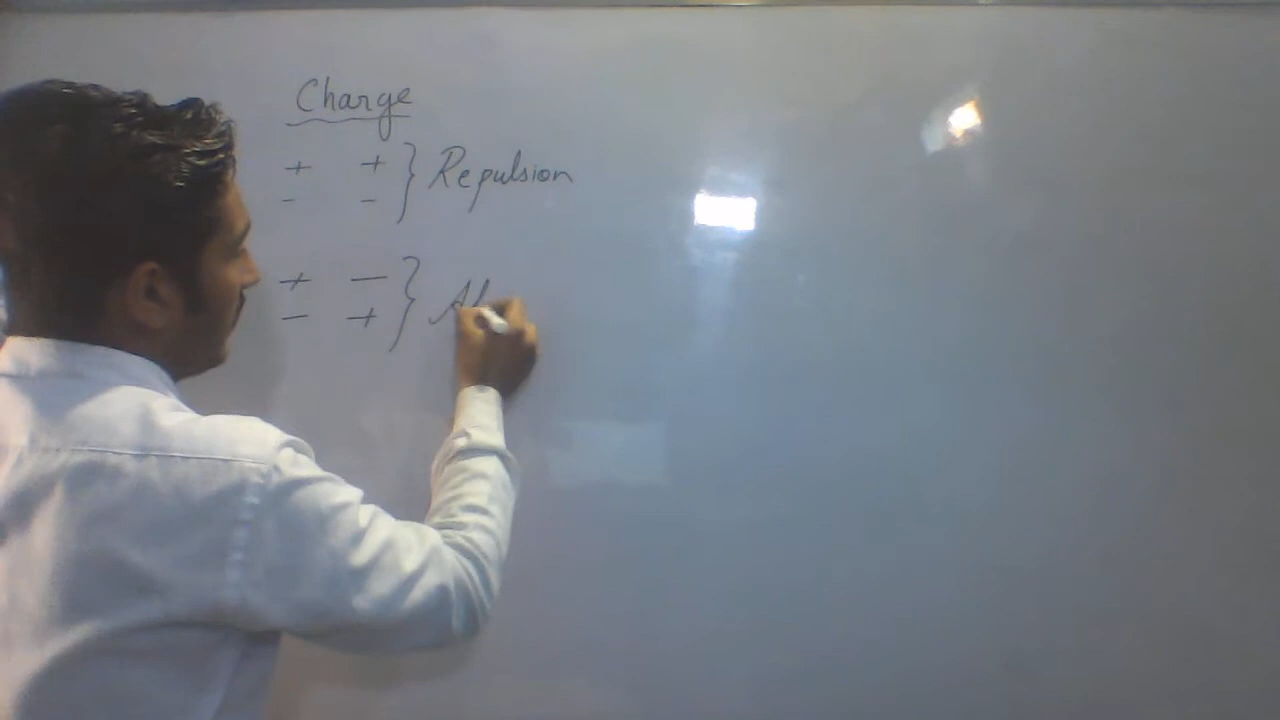 Charge
+ + } Repulsion
- -
+ - }
- +